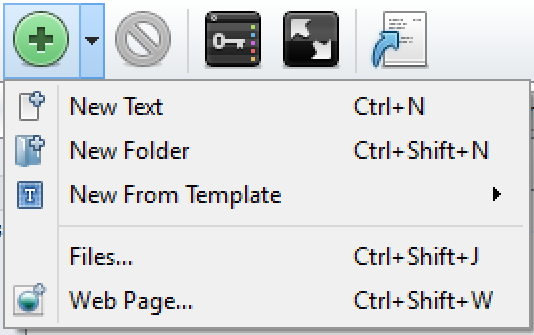 New Text Ctrl+N
New Folder Ctrl+Shift+N
New From Template
Files... Ctrl+Shift+J
Web Page... Ctrl+Shift+W